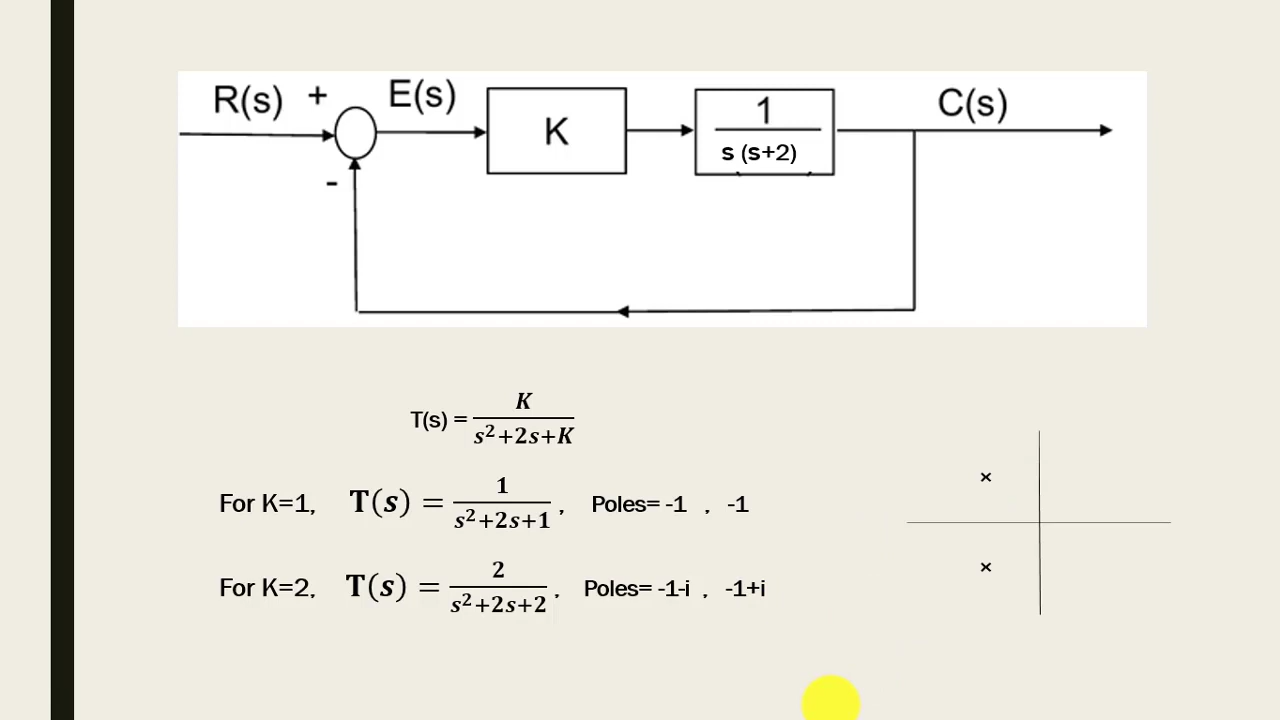 R(s) + E(s) C(s)
K
1
s (s+2)
-
T(s) = K / s²+2s+K
For K=1, T(s) = 1 / s²+2s+1 , Poles= -1 , -1
For K=2, T(s) = 2 / s²+2s+2 , Poles= -1-i , -1+i